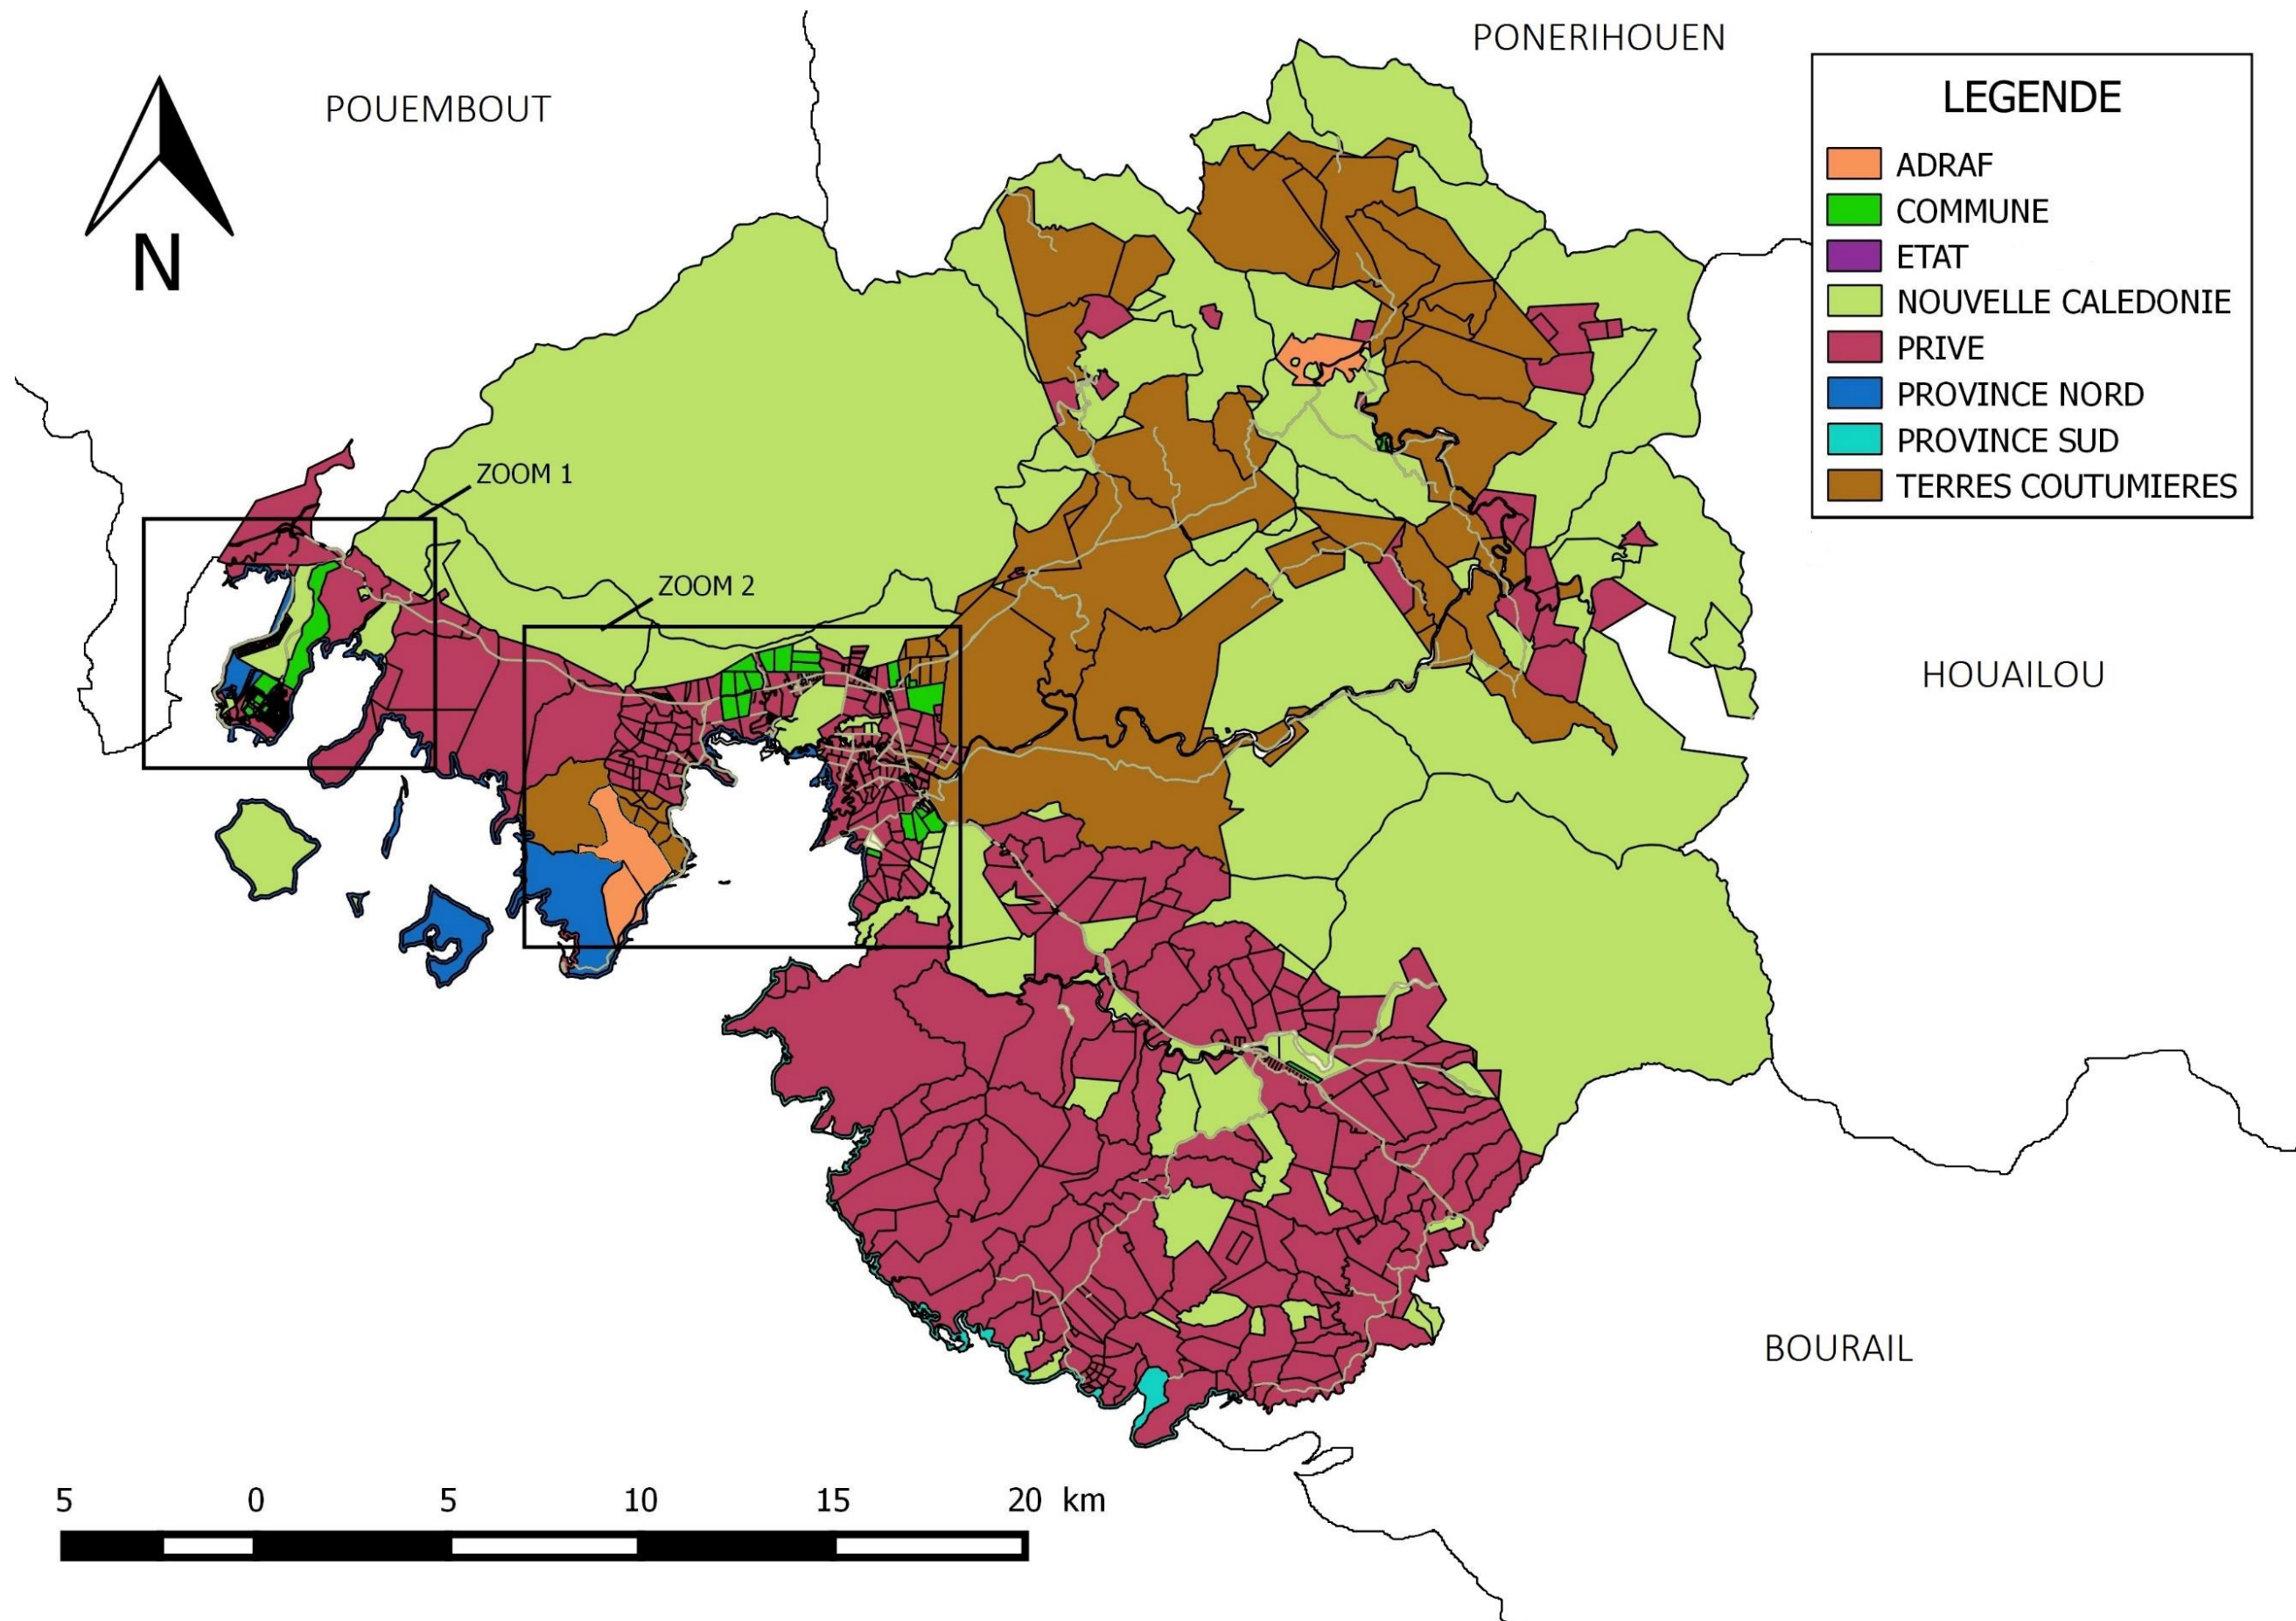 PONERIHOUEN
POUEMBOUT
N
LEGENDE
ADRAF
COMMUNE
ETAT
NOUVELLE CALEDONIE
PRIVE
PROVINCE NORD
PROVINCE SUD
TERRES COUTUMIERES
ZOOM 1
ZOOM 2
HOUAILOU
BOURAIL
5 0 5 10 15 20 km